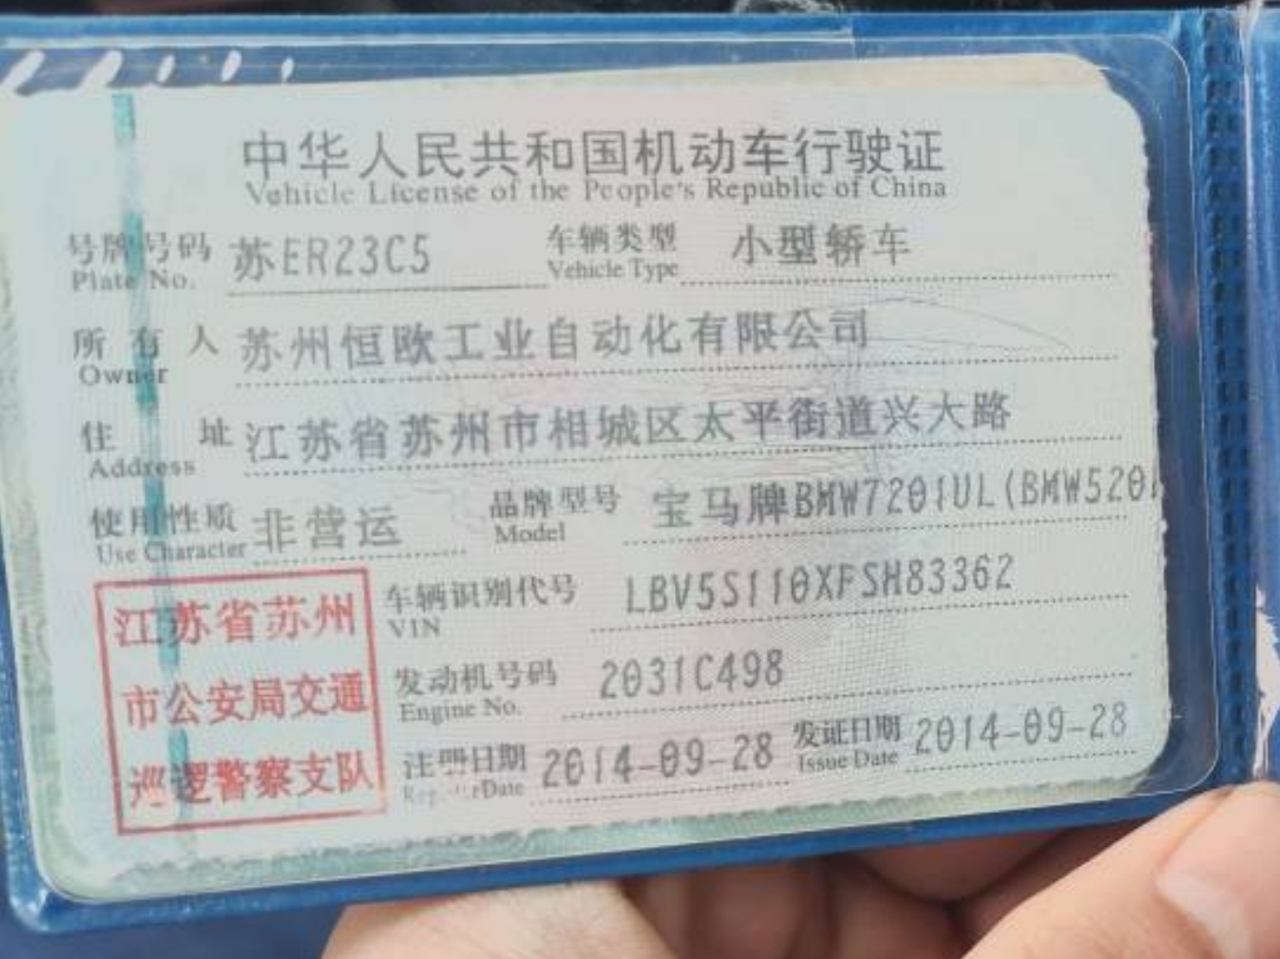 中华人民共和国机动车行驶证
Vehicle License of the People's Republic of China
号牌号码 苏ER23C5 车辆类型 小型轿车
Plate No. Vehicle Type
所有人 苏州恒欧工业自动化有限公司
Owner
住址 江苏省苏州市相城区太平街道兴大路
Address
使用性质 非营运 品牌型号 宝马牌BMW7201UL(BMW520
Use Character Model
江苏省苏州
市公安局交通
巡逻警察支队
车辆识别代号 LBV5S110XFSH83362
VIN
发动机号码 2031C498
Engine No.
注册日期 2014-09-28 发证日期 2014-09-28
Date Issue Date